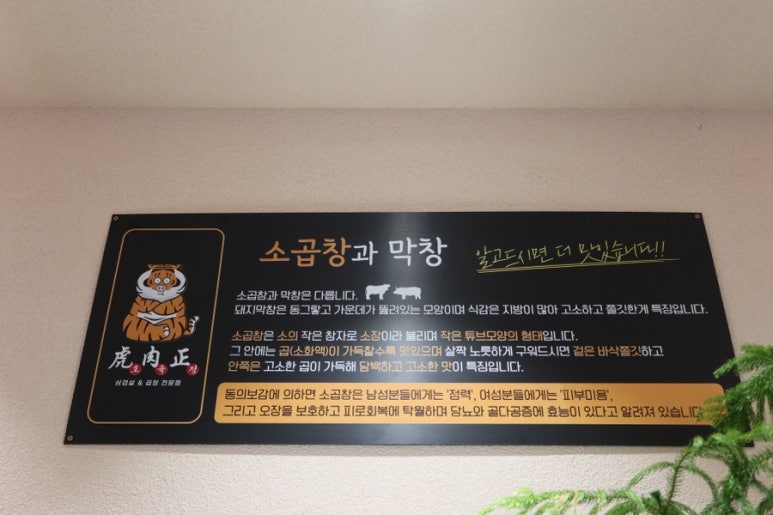 소곱창과 막창
알고드시면 더 맛있습니다!!
소곱창과 막창은 다릅니다.
돼지막창은 동그랗고 가운데가 뚫려있는 모양이며 식감은 지방이 많아 고소하고 쫄깃한게 특징입니다.
소곱창은 소의 작은 창자로 소장이라 불리며 작은 튜브모양의 형태입니다.
그 안에는 곱(소화액)이 가득찰수록 맛있으며 살짝 노릇하게 구워드시면 겉은 바삭쫄깃하고
안쪽은 고소한 곱이 가득해 담백하고 고소한 맛이 특징입니다.
동의보감에 의하면 소곱창은 남성분들에게는 '정력', 여성분들에게는 '피부미용',
그리고 오장을 보호하고 피로회복에 탁월하며 당뇨와 골다공증에 효능이 있다고 알려져 있습니다
虎肉正
호육정
삼겹살 & 곱창 전문점